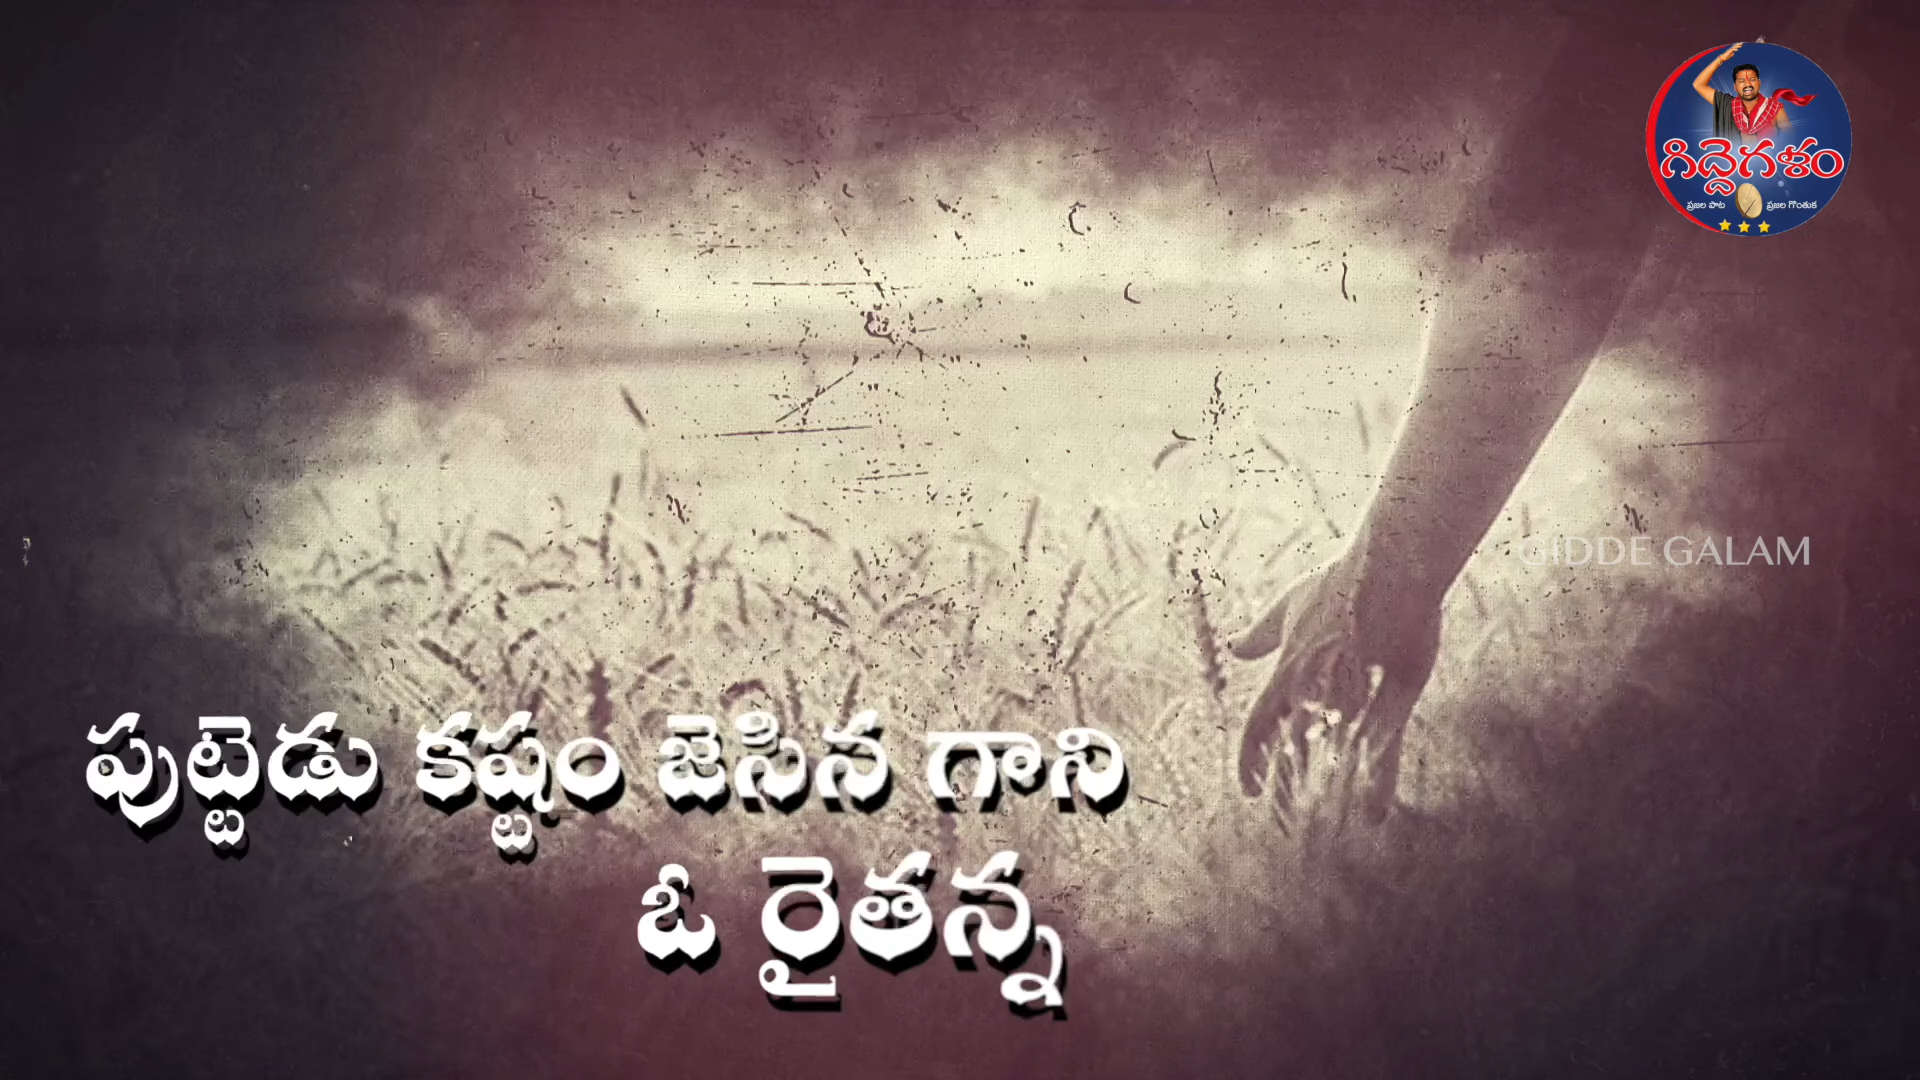 గిద్దెగళం
ప్రజల పాట ప్రజల గొంతుక
GIDDE GALAM
పుట్టెడు కష్టం జెసిన గాని
ఓ రైతన్న